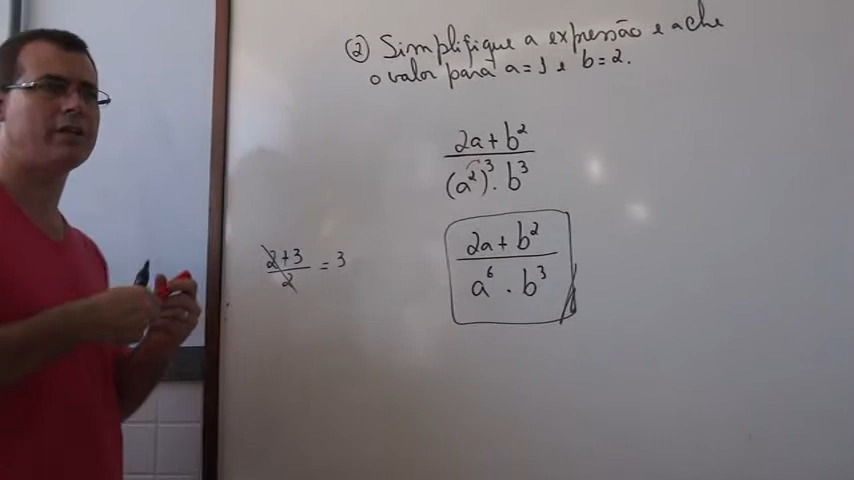 ② Simplifique a expressão e ache
o valor para a=1 e b=2.
2a+b²
(a²)³.b³
2a+b²
a⁶.b³
2+3
2
=3